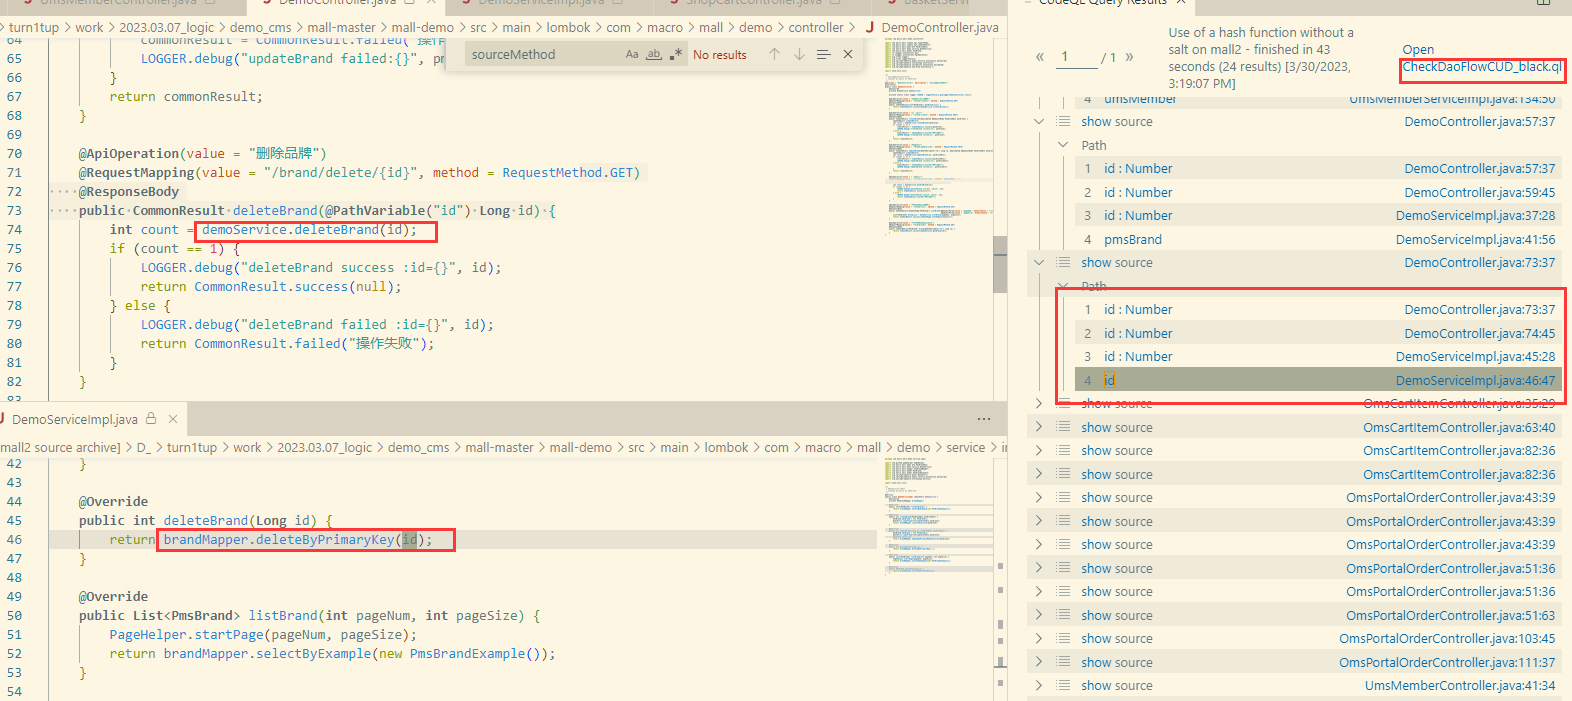 UmsMemberController.java
DemoController.java
DemoServiceImpl.java
ShopCartController.java
BasketServi
turn1tup > work > 2023.03.07_logic > demo_cms > mall-master > mall-demo > src > main > lombok > com > macro > mall > demo > controller > DemoController.java
sourceMethod
Aa ab .* No results
64 commonResult = CommonResult.failed("操作
65 LOGGER.debug("updateBrand failed:{}", p
66 }
67 return commonResult;
68 }
69
70 @ApiOperation(value = "删除品牌")
71 @RequestMapping(value = "/brand/delete/{id}", method = RequestMethod.GET)
72 @ResponseBody
73 public CommonResult deleteBrand(@PathVariable("id") Long id) {
74 int count = demoService.deleteBrand(id);
75 if (count == 1) {
76 LOGGER.debug("deleteBrand success :id={}", id);
77 return CommonResult.success(null);
78 } else {
79 LOGGER.debug("deleteBrand failed :id={}", id);
80 return CommonResult.failed("操作失败");
81 }
82 }
83
DemoServiceImpl.java
mall2 source archive] > D_ > turn1tup > work > 2023.03.07_logic > demo_cms > mall-master > mall-demo > src > main > lombok > com > macro > mall > demo > service > i
42 }
43
44 @Override
45 public int deleteBrand(Long id) {
46 return brandMapper.deleteByPrimaryKey(id);
47 }
48
49 @Override
50 public List<PmsBrand> listBrand(int pageNum, int pageSize) {
51 PageHelper.startPage(pageNum, pageSize);
52 return brandMapper.selectByExample(new PmsBrandExample());
53 }
54
CodeQL Query Results
« 1 / 1 »
Use of a hash function without a
salt on mall2 - finished in 43
seconds (24 results) [3/30/2023,
3:19:07 PM]
Open
CheckDaoFlowCUD_black.ql
4 umsMember UmsMemberServiceImpl.java:134:50
show source DemoController.java:57:37
Path
1 id : Number DemoController.java:57:37
2 id : Number DemoController.java:59:45
3 id : Number DemoServiceImpl.java:37:28
4 pmsBrand DemoServiceImpl.java:41:56
show source DemoController.java:73:37
Path
1 id : Number DemoController.java:73:37
2 id : Number DemoController.java:74:45
3 id : Number DemoServiceImpl.java:45:28
4 id DemoServiceImpl.java:46:47
show source OmsCartItemController.java:35:29
show source OmsCartItemController.java:63:40
show source OmsCartItemController.java:82:36
show source OmsCartItemController.java:82:36
show source OmsPortalOrderController.java:43:39
show source OmsPortalOrderController.java:43:39
show source OmsPortalOrderController.java:43:39
show source OmsPortalOrderController.java:51:36
show source OmsPortalOrderController.java:51:36
show source OmsPortalOrderController.java:51:63
show source OmsPortalOrderController.java:103:45
show source OmsPortalOrderController.java:111:37
show source UmsMemberController.java:41:34